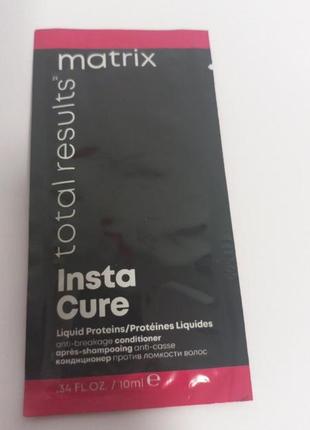 matrix
total results
Insta
Cure
Liquid Proteins/Protéines Liquides
anti-breakage conditioner
après-shampooing anti-casse
кондиционер против ломкости волос
.34 FL.OZ. / 10ml e